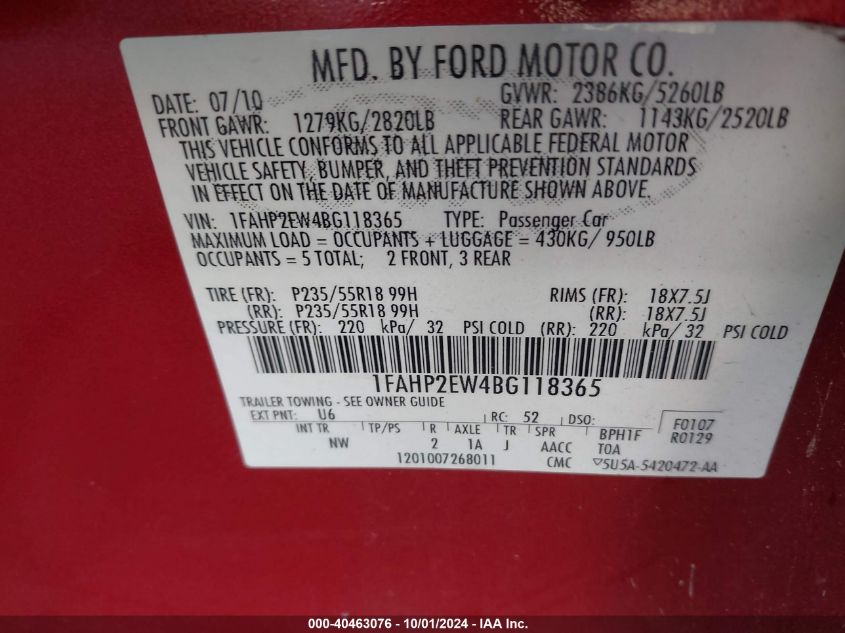 MFD. BY FORD MOTOR CO.
DATE: 07/10 GVWR: 2386KG/5260LB
FRONT GAWR: 1279KG/2820LB REAR GAWR: 1143KG/2520LB
THIS VEHICLE CONFORMS TO ALL APPLICABLE FEDERAL MOTOR
VEHICLE SAFETY, BUMPER, AND THEFT PREVENTION STANDARDS
IN EFFECT ON THE DATE OF MANUFACTURE SHOWN ABOVE.
VIN: 1FAHP2EW4BG118365 TYPE: Passenger Car
MAXIMUM LOAD = OCCUPANTS + LUGGAGE = 430KG/ 950LB
OCCUPANTS = 5 TOTAL; 2 FRONT, 3 REAR
TIRE (FR): P235/55R18 99H RIMS (FR): 18X7.5J
(RR): P235/55R18 99H (RR): 18X7.5J
PRESSURE (FR): 220 kPa/ 32 PSI COLD (RR): 220 kPa/ 32 PSI COLD
1FAHP2EW4BG118365
TRAILER TOWING - SEE OWNER GUIDE
EXT PNT: U6 RC: 52 DSO: F0107
INT TR TP/PS R AXLE TR SPR BPH1F R0129
NW 2 1A J AACC TOA
1201007268011 CMC ▽5U5A-5420472-AA
000-40463076 - 10/01/2024 - IAA Inc.